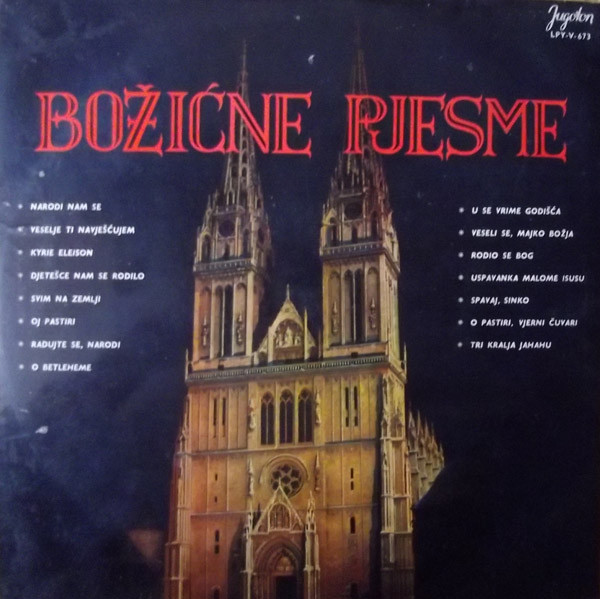 Jugoton
LPY-V-673
BOŽIĆNE PJESME
* NARODI NAM SE
* VESELJE TI NAVJEŠĆUJEM
* KYRIE ELEISON
* DJETEŠCE NAM SE RODILO
* SVIM NA ZEMLJI
* OJ PASTIRI
* RADUJTE SE, NARODI
* O BETLEHEME
* U SE VRIME GODIŠĆA
* VESELI SE, MAJKO BOŽJA
* RODIO SE BOG
* USPAVANKA MALOME ISUSU
* SPAVAJ, SINKO
* O PASTIRI, VJERNI ČUVARI
* TRI KRALJA JAHAHU